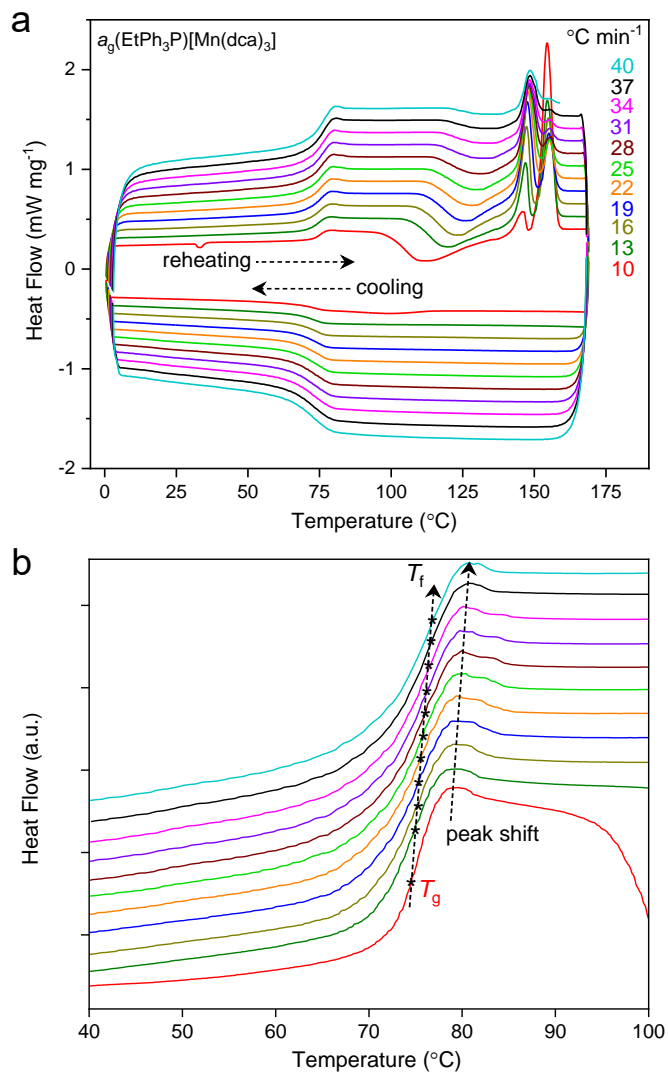 a
a_g(EtPh₃P)[Mn(dca)₃]
°C min⁻¹
40
37
34
31
28
25
22
19
16
13
10
reheating
cooling
2
1
0
-1
-2
Heat Flow (mW mg⁻¹)
0 25 50 75 100 125 150 175
Temperature (°C)
b
T_f
peak shift
T_g
Heat Flow (a.u.)
40 50 60 70 80 90 100
Temperature (°C)